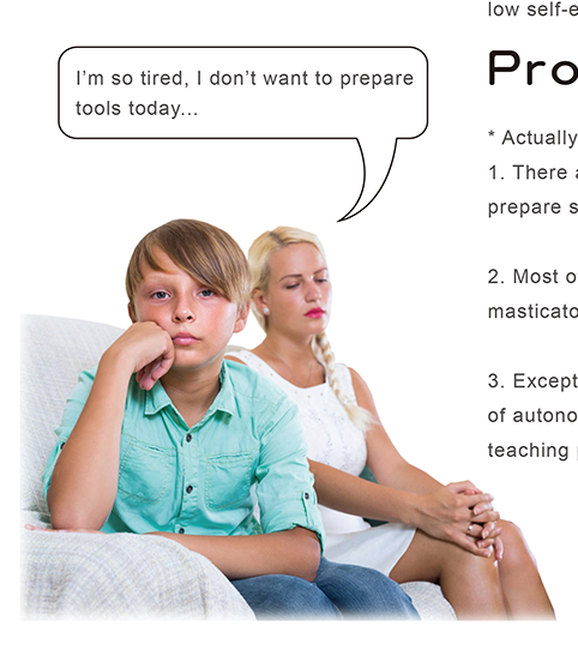 I'm so tired, I don't want to prepare
tools today...
low self-e
Pro
* Actually
1. There a
prepare s
2. Most o
masticato
3. Except
of autono
teaching p